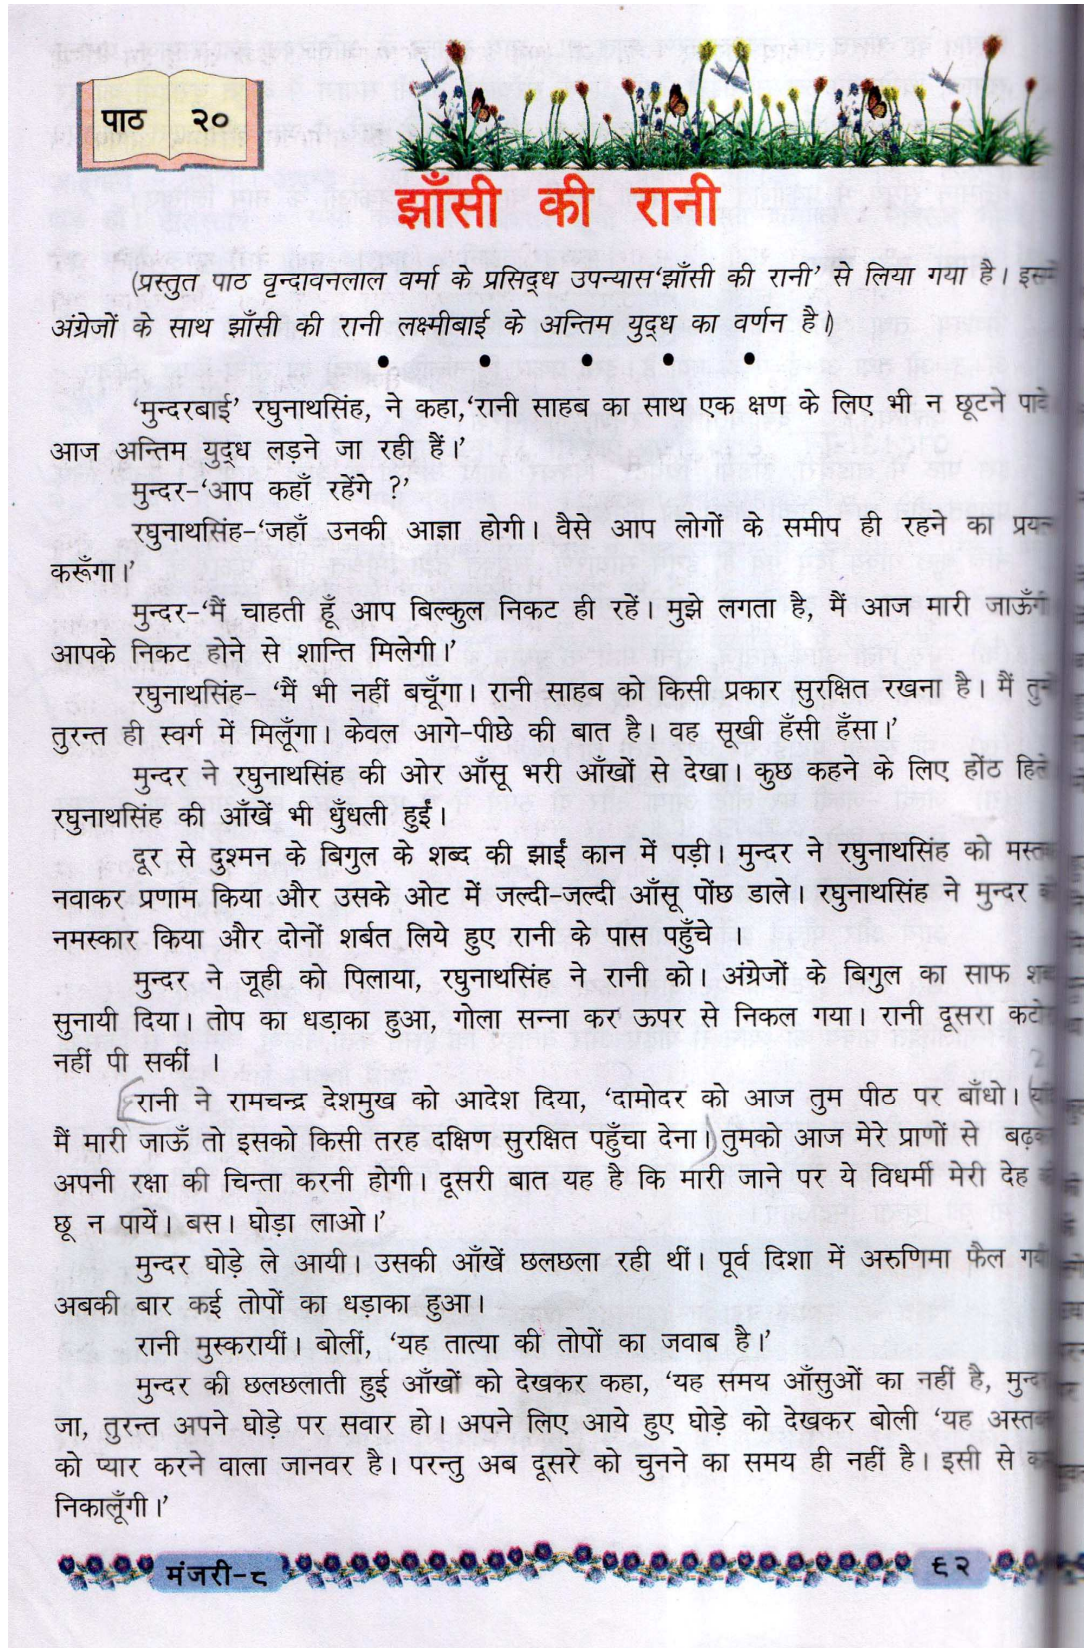 पाठ २०
झाँसी की रानी
(प्रस्तुत पाठ वृन्दावनलाल वर्मा के प्रसिद्ध उपन्यास‘झाँसी की रानी’ से लिया गया है। इसमें
अंग्रेजों के साथ झाँसी की रानी लक्ष्मीबाई के अन्तिम युद्ध का वर्णन है।)
‘मुन्दरबाई’ रघुनाथसिंह, ने कहा,‘रानी साहब का साथ एक क्षण के लिए भी न छूटने पावे।
आज अन्तिम युद्ध लड़ने जा रही हैं।’
मुन्दर-‘आप कहाँ रहेंगे ?’
रघुनाथसिंह-‘जहाँ उनकी आज्ञा होगी। वैसे आप लोगों के समीप ही रहने का प्रयत्न
करूँगा।’
मुन्दर-‘मैं चाहती हूँ आप बिल्कुल निकट ही रहें। मुझे लगता है, मैं आज मारी जाऊँगी
आपके निकट होने से शान्ति मिलेगी।’
रघुनाथसिंह- ‘मैं भी नहीं बचूँगा। रानी साहब को किसी प्रकार सुरक्षित रखना है। मैं
तुरन्त ही स्वर्ग में मिलूँगा। केवल आगे-पीछे की बात है। वह सूखी हँसी हँसा।’
मुन्दर ने रघुनाथसिंह की ओर आँसू भरी आँखों से देखा। कुछ कहने के लिए होंठ हिले
रघुनाथसिंह की आँखें भी धुँधली हुईं।
दूर से दुश्मन के बिगुल के शब्द की झाईं कान में पड़ी। मुन्दर ने रघुनाथसिंह को मस्तक
नवाकर प्रणाम किया और उसके ओट में जल्दी-जल्दी आँसू पोंछ डाले। रघुनाथसिंह ने मुन्दर को
नमस्कार किया और दोनों शर्बत लिये हुए रानी के पास पहुँचे ।
मुन्दर ने जूही को पिलाया, रघुनाथसिंह ने रानी को। अंग्रेजों के बिगुल का साफ शब्द
सुनायी दिया। तोप का धड़ाका हुआ, गोला सन्ना कर ऊपर से निकल गया। रानी दूसरा कटोरा
नहीं पी सकीं ।
रानी ने रामचन्द्र देशमुख को आदेश दिया, ‘दामोदर को आज तुम पीठ पर बाँधो। यदि
मैं मारी जाऊँ तो इसको किसी तरह दक्षिण सुरक्षित पहुँचा देना। तुमको आज मेरे प्राणों से बढ़कर
अपनी रक्षा की चिन्ता करनी होगी। दूसरी बात यह है कि मारी जाने पर ये विधर्मी मेरी देह को
छू न पायें। बस। घोड़ा लाओ।’
मुन्दर घोड़े ले आयी। उसकी आँखें छलछला रही थीं। पूर्व दिशा में अरुणिमा फैल गयी
अबकी बार कई तोपों का धड़ाका हुआ।
रानी मुस्करायीं। बोलीं, ‘यह तात्या की तोपों का जवाब है।’
मुन्दर की छलछलाती हुई आँखों को देखकर कहा, ‘यह समय आँसुओं का नहीं है, मुन्दर
जा, तुरन्त अपने घोड़े पर सवार हो। अपने लिए आये हुए घोड़े को देखकर बोली ‘यह अस्तबल
को प्यार करने वाला जानवर है। परन्तु अब दूसरे को चुनने का समय ही नहीं है। इसी से काम
निकालूँगी।’
मंजरी-८
९२